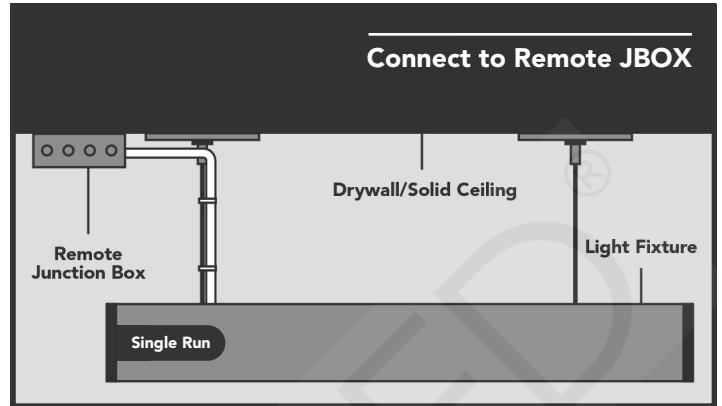 Connect to Remote JBOX
Drywall/Solid Ceiling
Remote
Junction Box
Light Fixture
Single Run
®